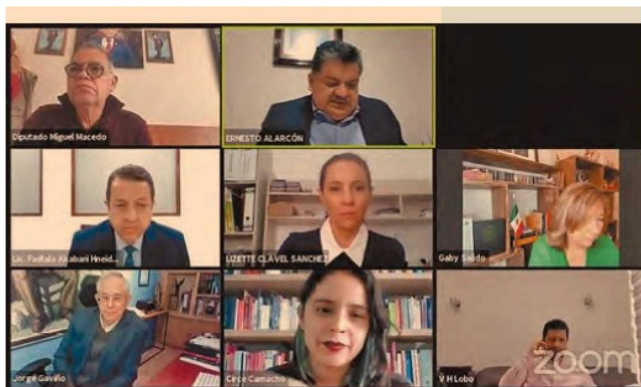 Diputado Miguel Macedo
ERNESTO ALARCÓN
Lic. Fadlala Akabani Hneid...
LIZETTE CLAVEL SANCHEZ
Gaby Salido
Jorge Gaviño
Circe Camacho
V H Lobo
zoom